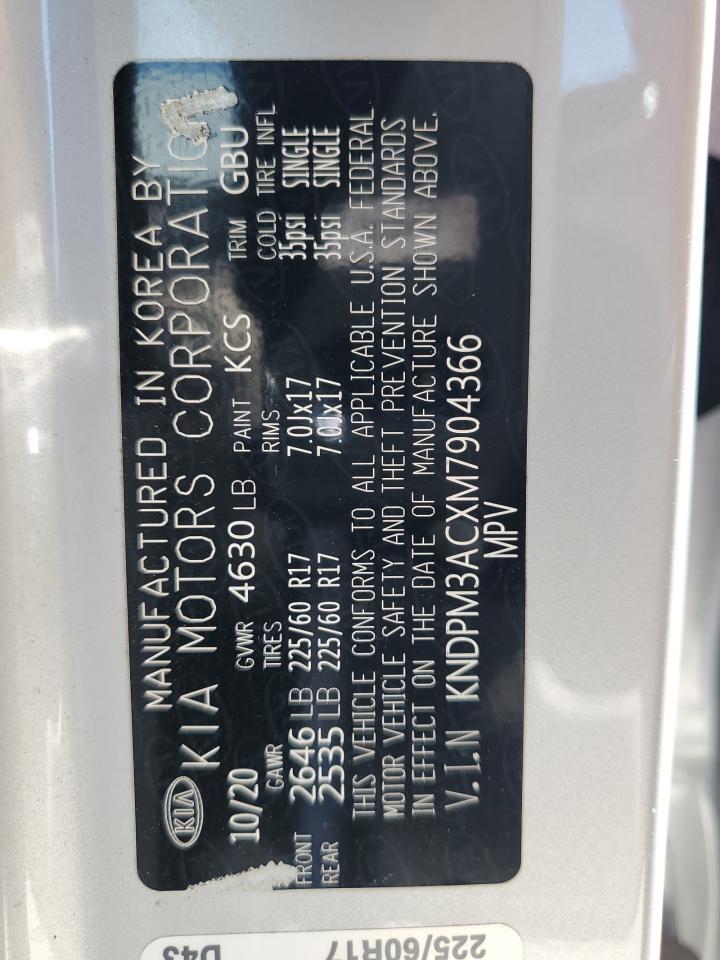 KIA
MANUFACTURED IN KOREA BY
KIA MOTORS CORPORATION
10/20 GVWR 4630 LB PAINT KCS TRIM GBU
GAWR TIRES RIMS COLD TIRE INFL
FRONT 2646 LB 225/60 R17 7.0Jx17 35psi SINGLE
REAR 2535 LB 225/60 R17 7.0Jx17 35psi SINGLE
THIS VEHICLE CONFORMS TO ALL APPLICABLE U.S.A. FEDERAL
MOTOR VEHICLE SAFETY AND THEFT PREVENTION STANDARDS
IN EFFECT ON THE DATE OF MANUFACTURE SHOWN ABOVE.
V.I.N KNDPM3ACXM7904366
MPV
225/60R17
D43